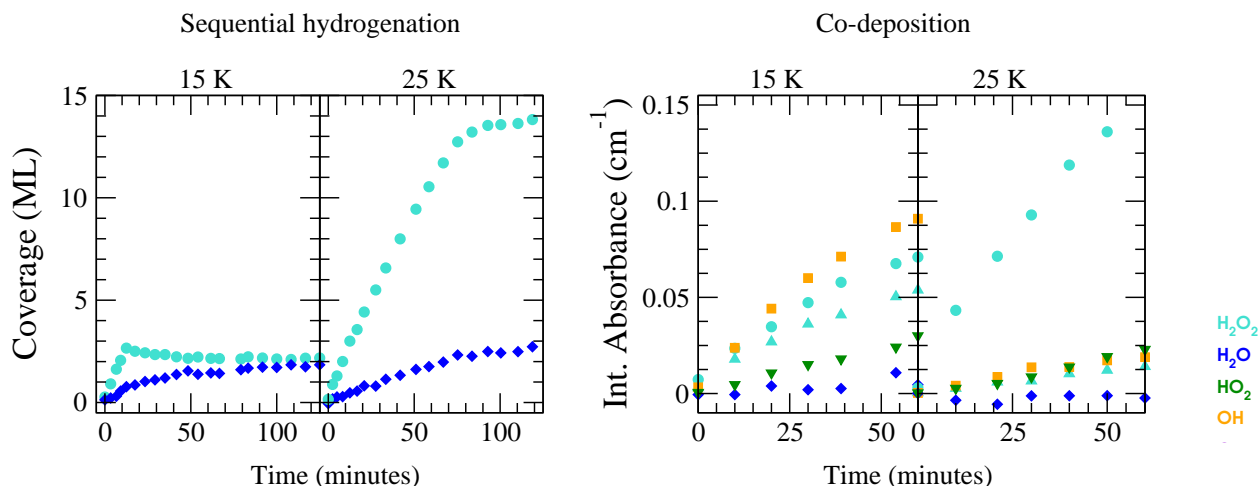 Sequential hydrogenation
Co-deposition
15 K
25 K
15 K
25 K
Coverage (ML)
15
10
5
0
0
50
100
0
50
100
Time (minutes)
Int. Absorbance (cm⁻¹)
0.15
0.1
0.05
0
0
25
50
0
25
50
Time (minutes)
H₂O₂
H₂O
HO₂
OH